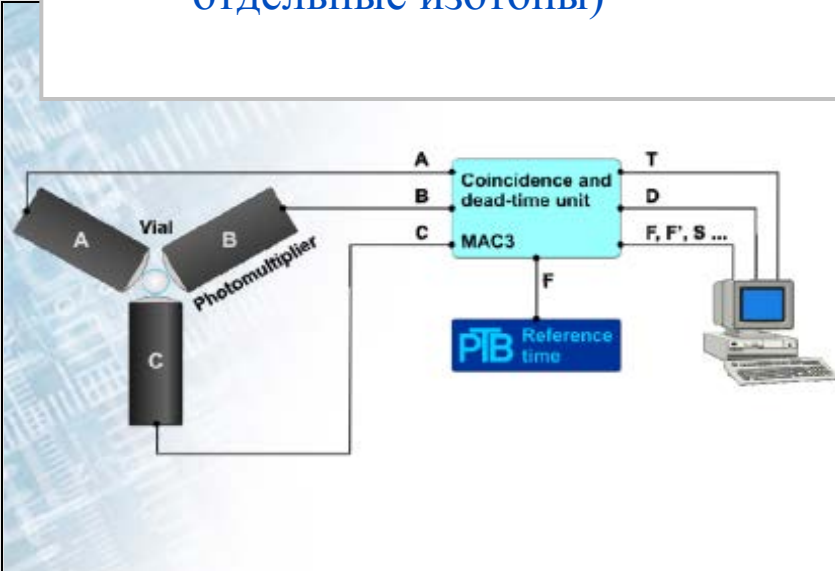 отдельные изотопы)
A
T
Coincidence and
dead-time unit
B
D
C
MAC3
F, F', S ...
Vial
A
B
Photomultiplier
F
PTB Reference
time
C